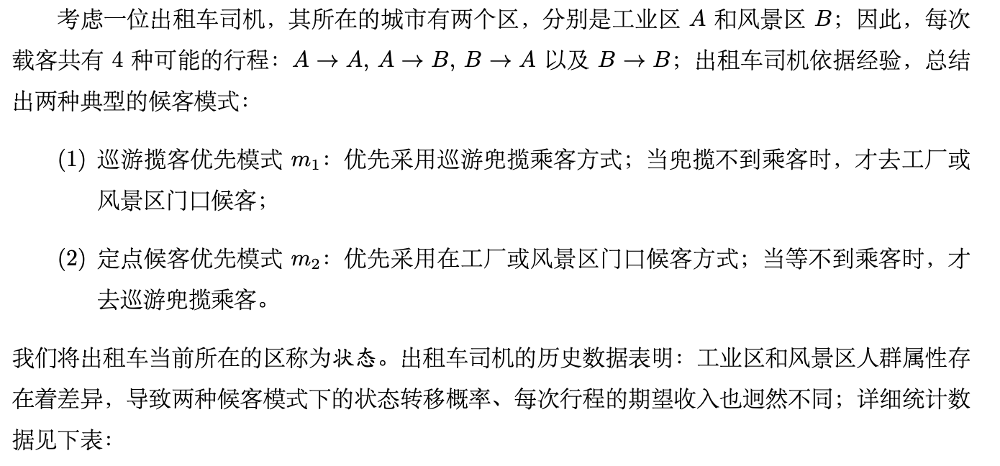 考虑一位出租车司机，其所在的城市有两个区，分别是工业区 A 和风景区 B；因此，每次
载客共有 4 种可能的行程：A → A, A → B, B → A 以及 B → B；出租车司机依据经验，总结
出两种典型的候客模式：
(1) 巡游揽客优先模式 m₁：优先采用巡游兜揽乘客方式；当兜揽不到乘客时，才去工厂或
风景区门口候客；
(2) 定点候客优先模式 m₂：优先采用在工厂或风景区门口候客方式；当等不到乘客时，才
去巡游兜揽乘客。
我们将出租车当前所在的区称为状态。出租车司机的历史数据表明：工业区和风景区人群属性存
在着差异，导致两种候客模式下的状态转移概率、每次行程的期望收入也迥然不同；详细统计数
据见下表：